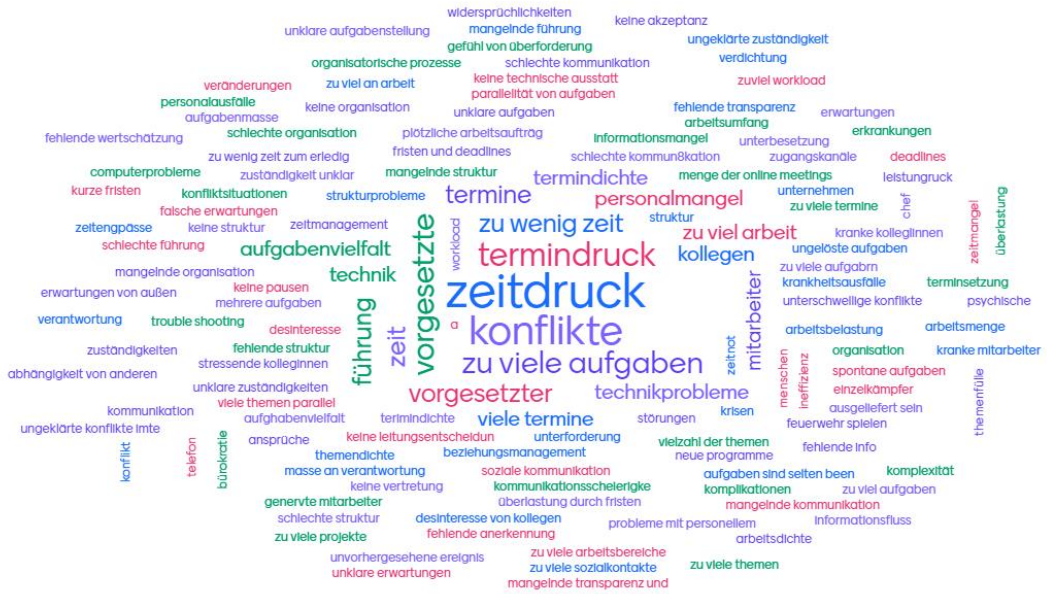 widersprüchlichkeiten
keine akzeptanz
unklare aufgabenstellung
mangelnde führung
ungeklärte zuständigkeit
gefühl von überforderung
verdichtung
organisatorische prozesse
schlechte kommunikation
veränderungen
zu viel an arbeit
keine technische ausstatt
zuviel workload
parallelität von aufgaben
personalausfälle
keine organisation
fehlende transparenz
aufgabenmasse
unklare aufgaben
erwartungen
arbeitsumfang
fehlende wertschätzung
schlechte organisation
plötzliche arbeitsaufträg
informationsmangel
unterbesetzung
erkrankungen
zu wenig zeit zum erledig
fristen und deadlines
schlechte kommun8kation
zugangskanäle
deadlines
computerprobleme
zuständigkeit unklar
mangelnde struktur
termindichte
menge der online meetings
leistungruck
kurze fristen
konfliktsituationen
strukturprobleme
termine
personalmangel
unternehmen
chef
zu viele termine
falsche erwartungen
zeitengpässe
keine struktur
zeitmanagement
vorgesetzte
workload
zu wenig zeit
struktur
zu viel arbeit
kranke kolleginnen
zeitmangel
überlastung
schlechte führung
aufgabenvielfalt
termindruck
kollegen
ungelöste aufgaben
mangelnde organisation
technik
zu viele aufgabrn
erwartungen von außen
keine pausen
zeitdruck
krankheitsausfälle
terminsetzung
mehrere aufgaben
mitarbeiter
unterschwellige konflikte
psychische
verantwortung
trouble shooting
desinteresse
führung
zeit
a
konflikte
arbeitsbelastung
arbeitsmenge
zuständigkeiten
fehlende struktur
zeitnot
organisation
kranke mitarbeiter
abhängigkeit von anderen
stressende kolleginnen
zu viele aufgaben
menschen
ineffizienz
spontane aufgaben
unklare zuständigkeiten
vorgesetzter
technikprobleme
einzelkämpfer
themenfülle
viele themen parallel
kommunikation
aufghabenvielfalt
terimindichte
viele termine
störungen
krisen
ausgeliefert sein
ungeklärte konflikte imte
feuerwehr spielen
konflikt
telefon
bürokratie
ansprüche
keine leitungsentscheidun
unterforderung
vielzahl der themen
fehlende info
themendichte
beziehungsmanagement
neue programme
masse an verantwortung
soziale kommunikation
aufgaben sind selten been
komplexität
keine vertretung
kommunikationsscheierigke
komplikationen
zu viel aufgaben
genervte mitarbeiter
überlastung durch fristen
mangelnde kommunikation
schlechte struktur
desinteresse von kollegen
probleme mit personellem
informationsfluss
zu viele projekte
fehlende anerkennung
arbeitsdichte
unvorhergesehene ereignis
zu viele arbeitsbereiche
unklare erwartungen
zu viele sozialkontakte
zu viele themen
mangelnde transparenz und